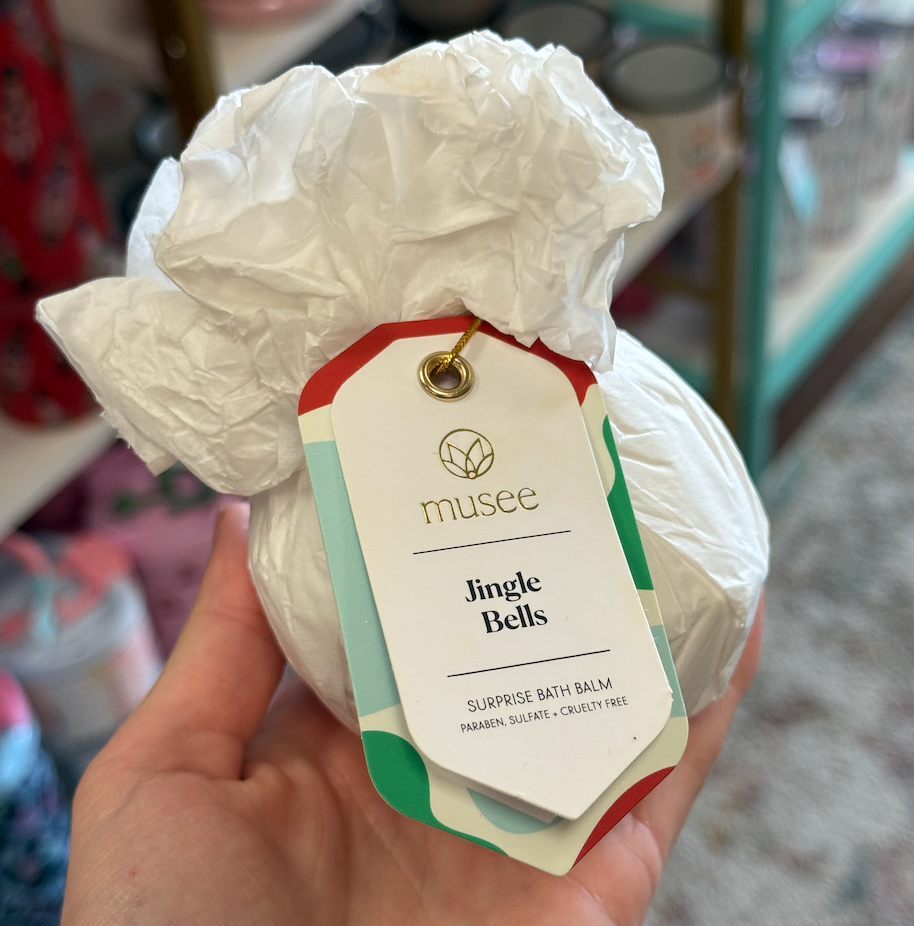 musee
Jingle
Bells
SURPRISE BATH BALM
PARABEN, SULFATE + CRUELTY FREE